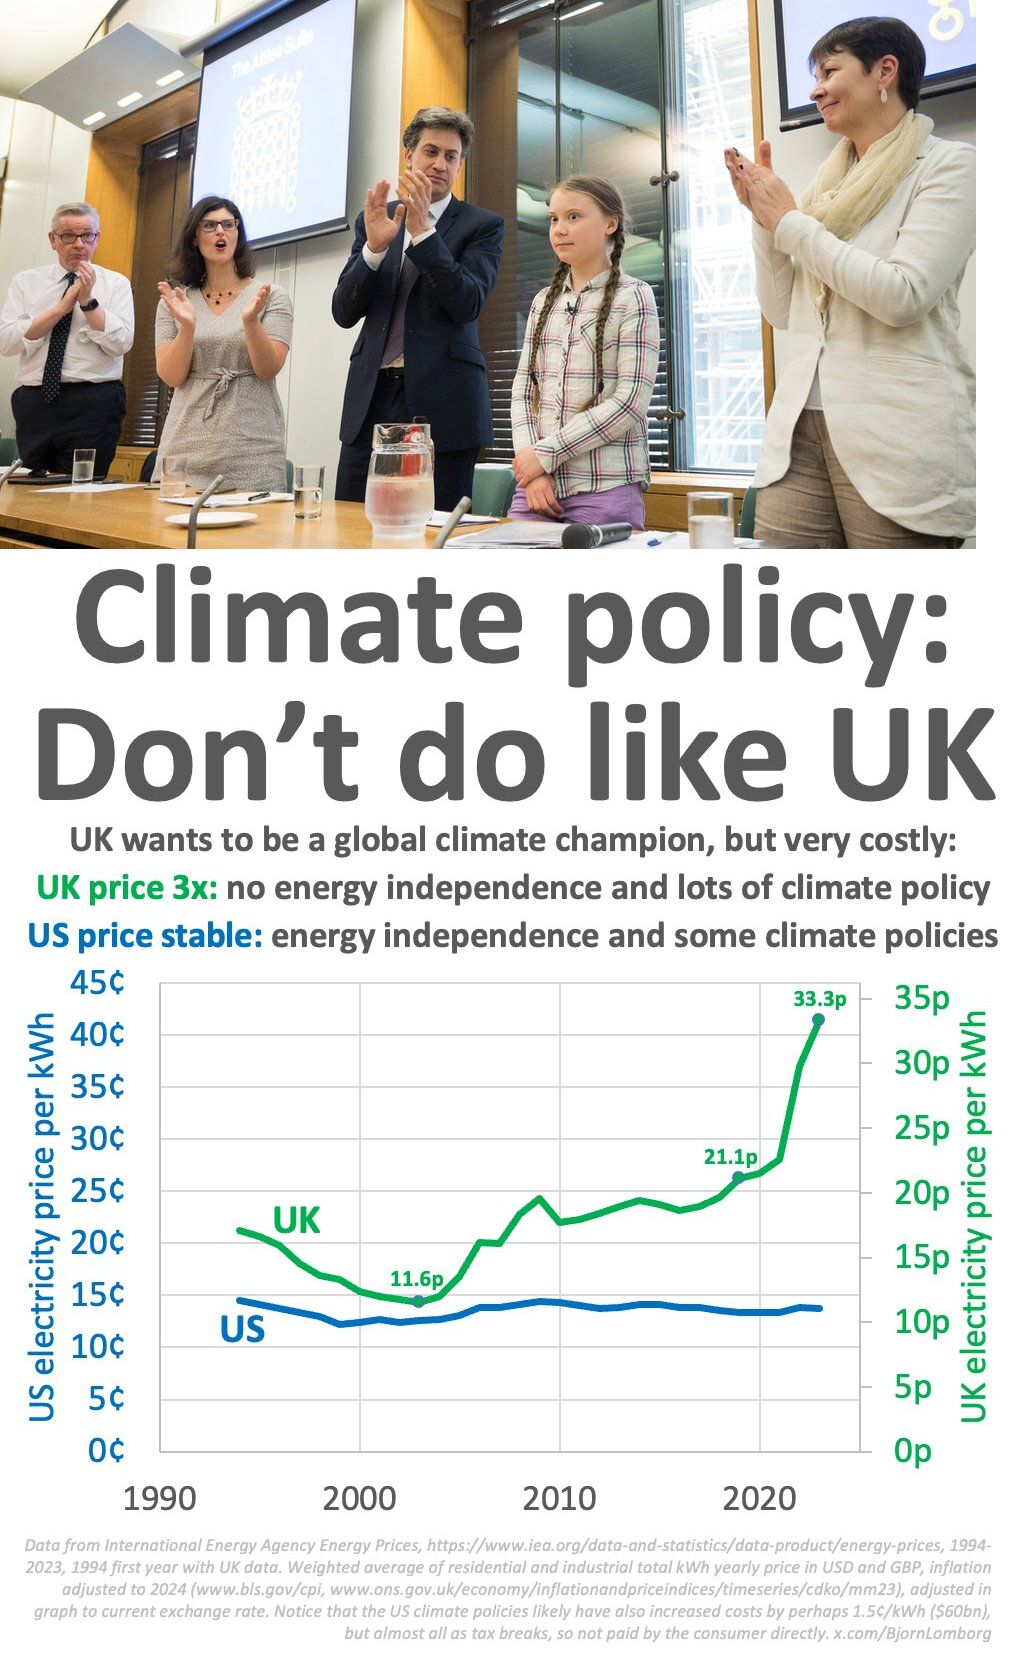 The Attlee Suite
Climate policy:
Don't do like UK
UK wants to be a global climate champion, but very costly:
UK price 3x: no energy independence and lots of climate policy
US price stable: energy independence and some climate policies
US electricity price per kWh
45¢
40¢
35¢
30¢
25¢
20¢
15¢
10¢
5¢
0¢
UK
US
11.6p
21.1p
33.3p
35p
30p
25p
20p
15p
10p
5p
0p
UK electricity price per kWh
1990 2000 2010 2020
Data from International Energy Agency Energy Prices, https://www.iea.org/data-and-statistics/data-product/energy-prices, 1994-
2023, 1994 first year with UK data. Weighted average of residential and industrial total kWh yearly price in USD and GBP, inflation
adjusted to 2024 (www.bls.gov/cpi, www.ons.gov.uk/economy/inflationandpriceindices/timeseries/cdko/mm23), adjusted in
graph to current exchange rate. Notice that the US climate policies likely have also increased costs by perhaps 1.5¢/kWh ($60bn),
but almost all as tax breaks, so not paid by the consumer directly. x.com/BjornLomborg